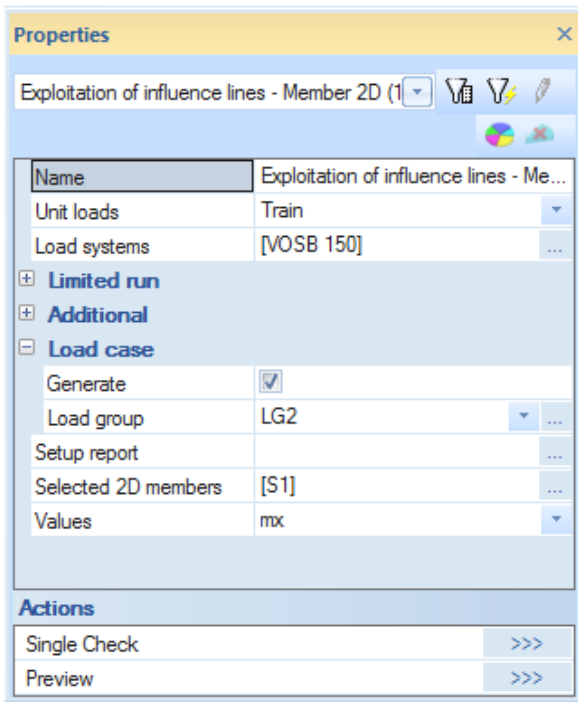 Properties
Exploitation of influence lines - Member 2D (1
Name Exploitation of influence lines - Me...
Unit loads Train
Load systems [VOSB 150] ...
Limited run
Additional
Load case
Generate
Load group LG2 ...
Setup report ...
Selected 2D members [S1] ...
Values mx
Actions
Single Check >>>
Preview >>>